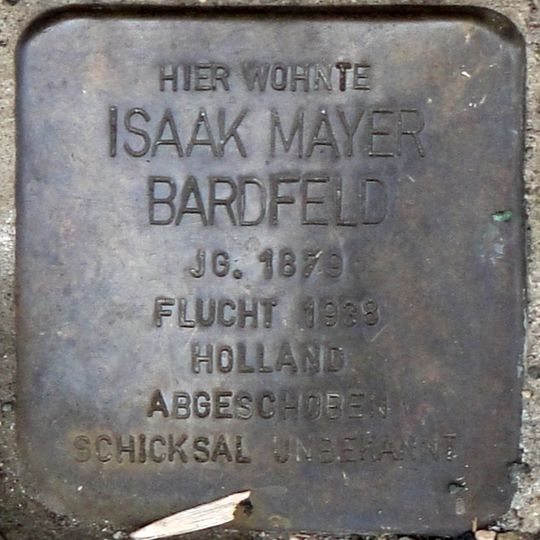 HIER WOHNTE
ISAAK MAYER
BARDFELD
JG. 1879
FLUCHT 1938
HOLLAND
ABGESCHOBEN
SCHICKSAL UNBEKANNT